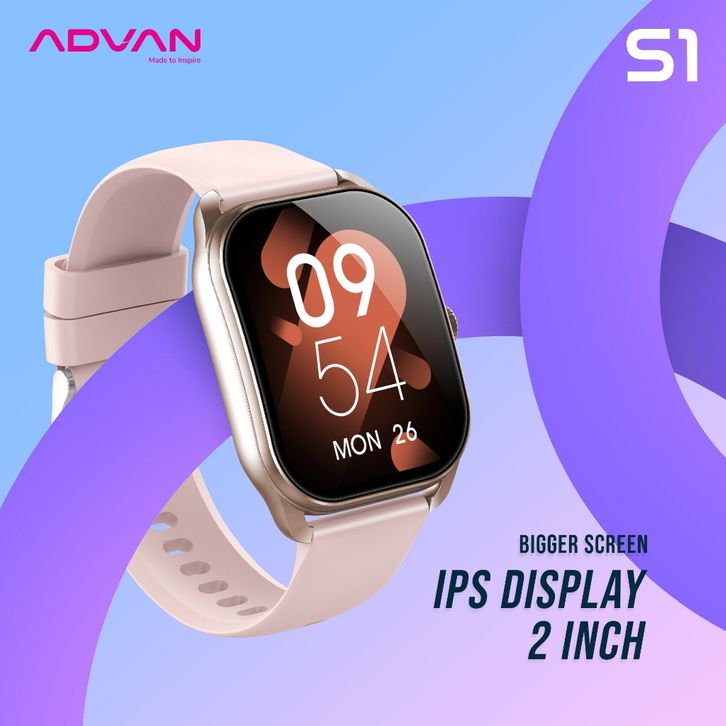 ADVAN
Made to Inspire
S1
09
54
MON 26
BIGGER SCREEN
IPS DISPLAY
2 INCH